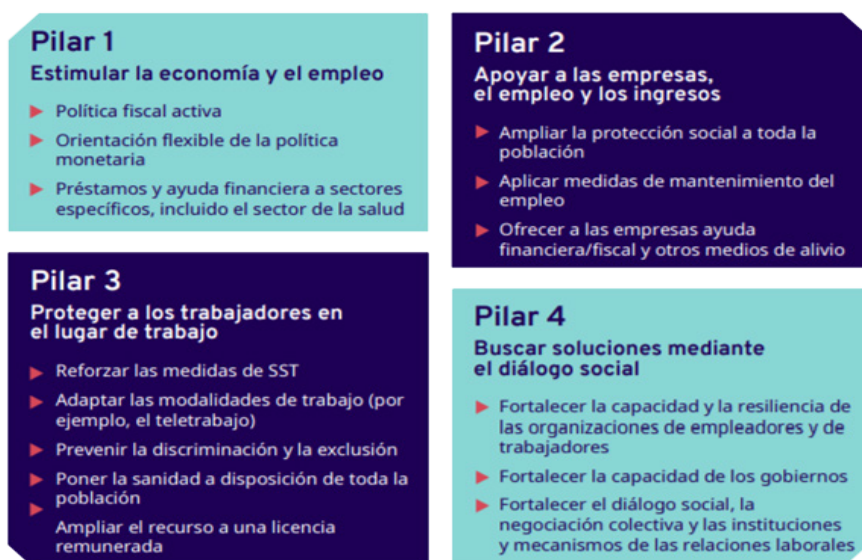 Pilar 1
Estimular la economía y el empleo
▶ Política fiscal activa
▶ Orientación flexible de la política
monetaria
▶ Préstamos y ayuda financiera a sectores
específicos, incluido el sector de la salud
Pilar 2
Apoyar a las empresas,
el empleo y los ingresos
▶ Ampliar la protección social a toda la
población
▶ Aplicar medidas de mantenimiento del
empleo
▶ Ofrecer a las empresas ayuda
financiera/fiscal y otros medios de alivio
Pilar 3
Proteger a los trabajadores en
el lugar de trabajo
▶ Reforzar las medidas de SST
▶ Adaptar las modalidades de trabajo (por
ejemplo, el teletrabajo)
▶ Prevenir la discriminación y la exclusión
▶ Poner la sanidad a disposición de toda la
población
▶ Ampliar el recurso a una licencia
remunerada
Pilar 4
Buscar soluciones mediante
el diálogo social
▶ Fortalecer la capacidad y la resiliencia de
las organizaciones de empleadores y de
trabajadores
▶ Fortalecer la capacidad de los gobiernos
▶ Fortalecer el diálogo social, la
negociación colectiva y las instituciones
y mecanismos de las relaciones laborales